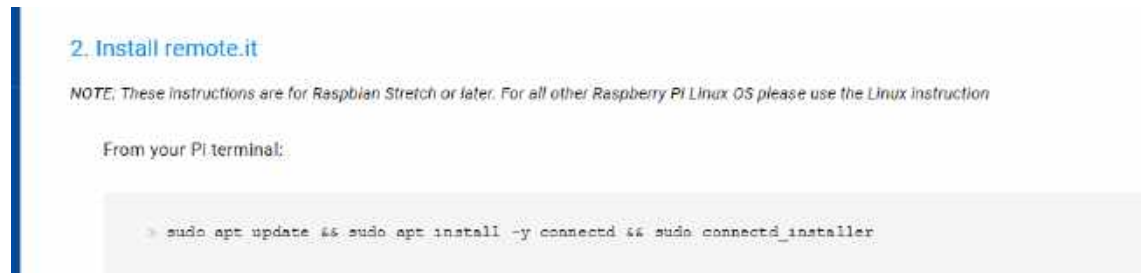 2. Install remote.it
NOTE: These instructions are for Raspbian Stretch or later. For all other Raspberry Pi Linux OS please use the Linux instruction
From your Pi terminal:
> sudo apt update && sudo apt install -y connectd && sudo connectd_installer